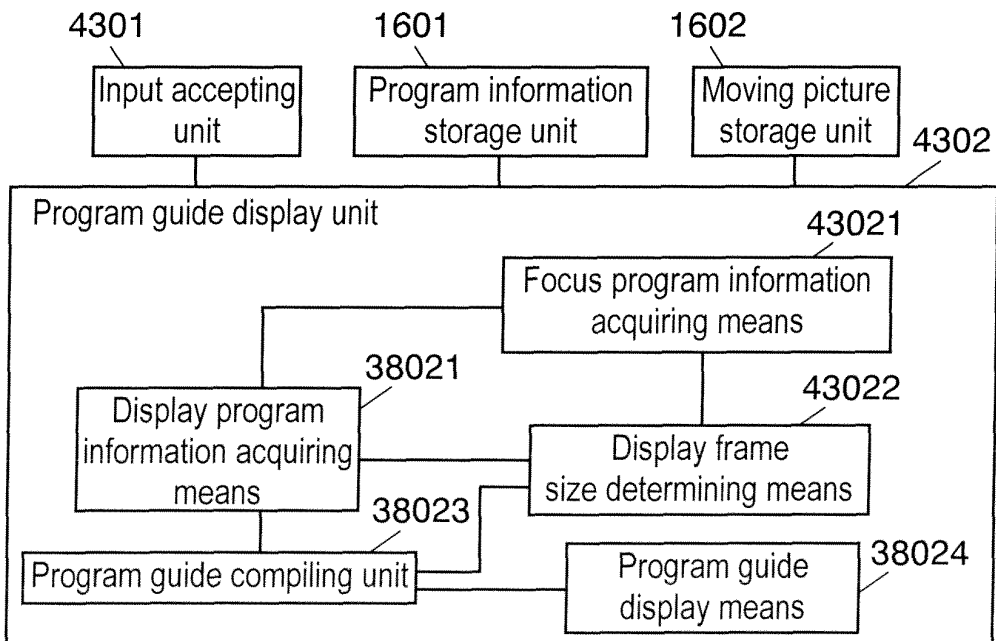 4301
1601
1602
Input accepting
unit
Program information
storage unit
Moving picture
storage unit
4302
Program guide display unit
43021
Focus program information
acquiring means
38021
Display program
information acquiring
means
43022
Display frame
size determining means
38023
Program guide compiling unit
38024
Program guide
display means